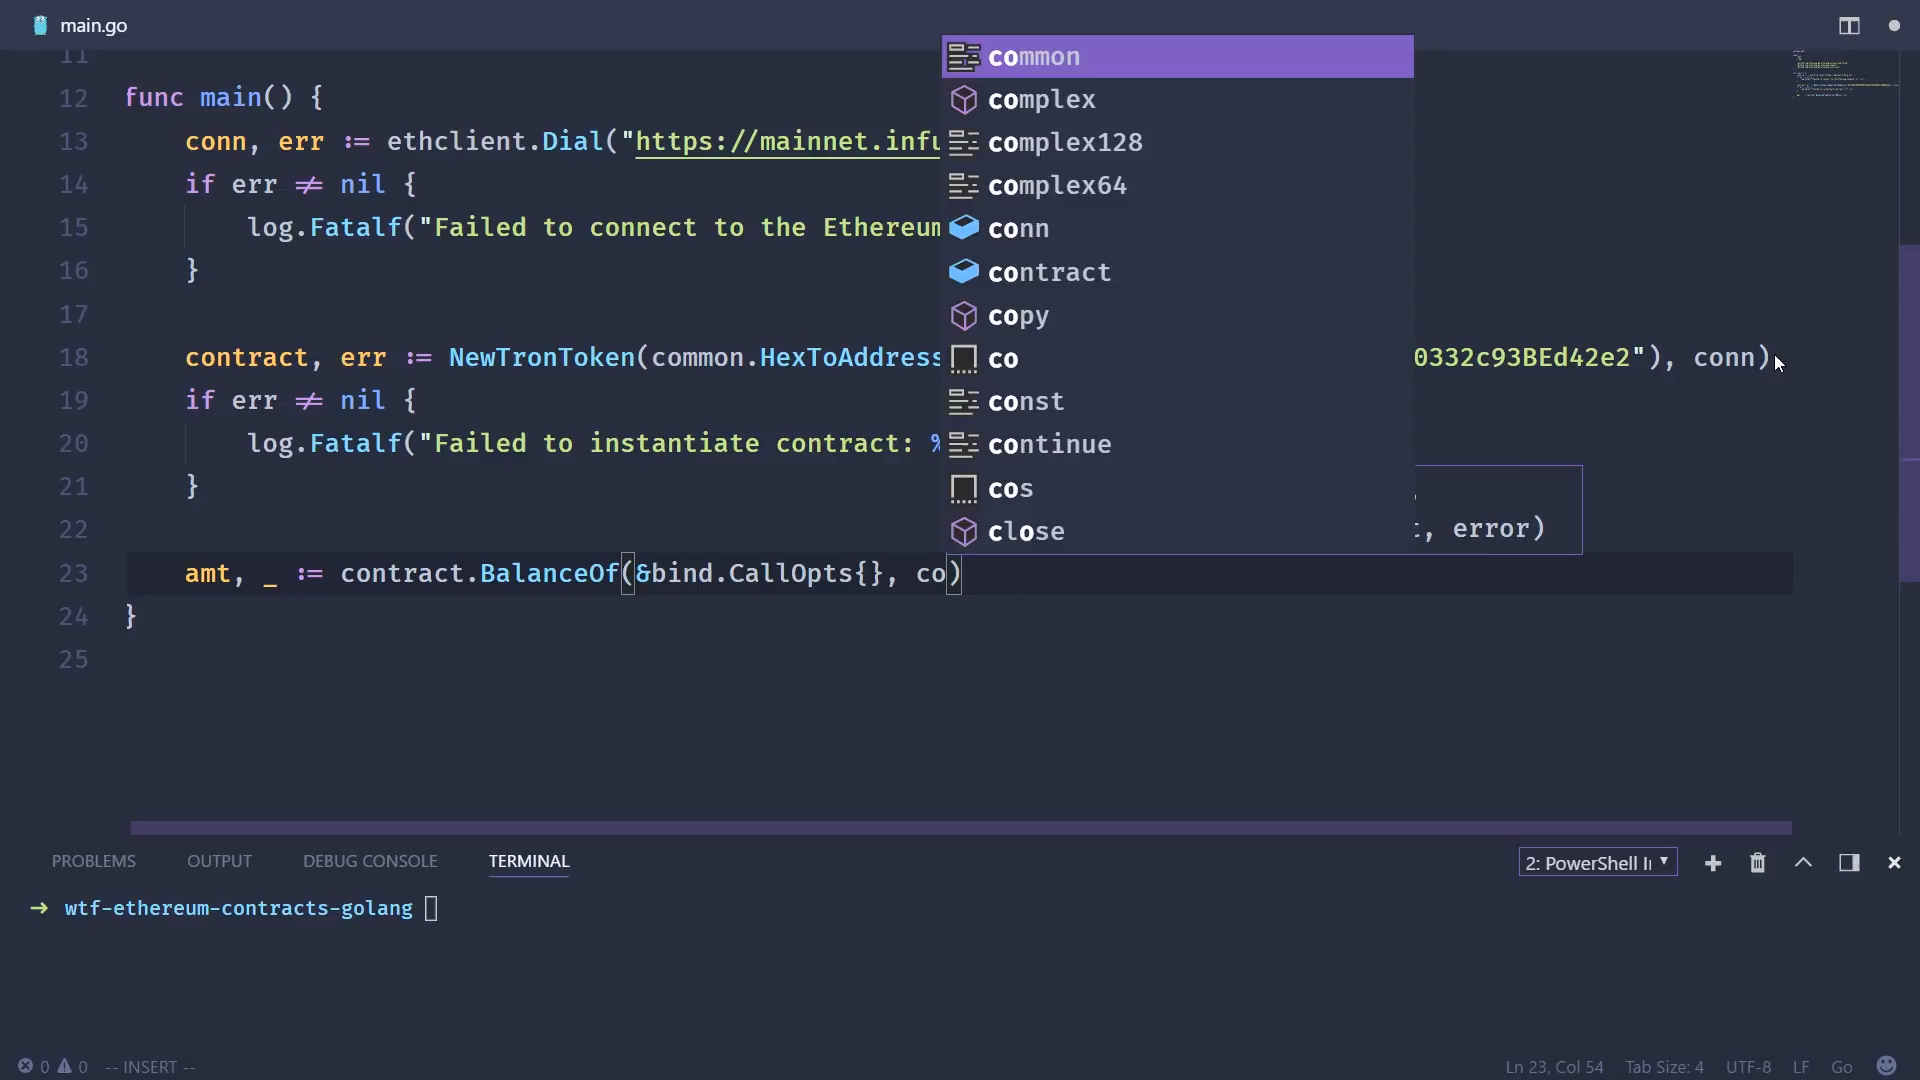 main.go
11
12 func main() {
13 conn, err := ethclient.Dial("https://mainnet.infu
14 if err ≠ nil {
15 log.Fatalf("Failed to connect to the Ethereum
16 }
17
18 contract, err := NewTronToken(common.HexToAddress 0332c93BEd42e2"), conn)
19 if err ≠ nil {
20 log.Fatalf("Failed to instantiate contract: %
21 }
22
23 amt, _ := contract.BalanceOf(&bind.CallOpts{}, co)
24 }
25
common
complex
complex128
complex64
conn
contract
copy
co
const
continue
cos
close
, error)
PROBLEMS OUTPUT DEBUG CONSOLE TERMINAL
2: PowerShell I
→ wtf-ethereum-contracts-golang
0 0 -- INSERT -- Ln 23, Col 54 Tab Size: 4 UTF-8 LF Go